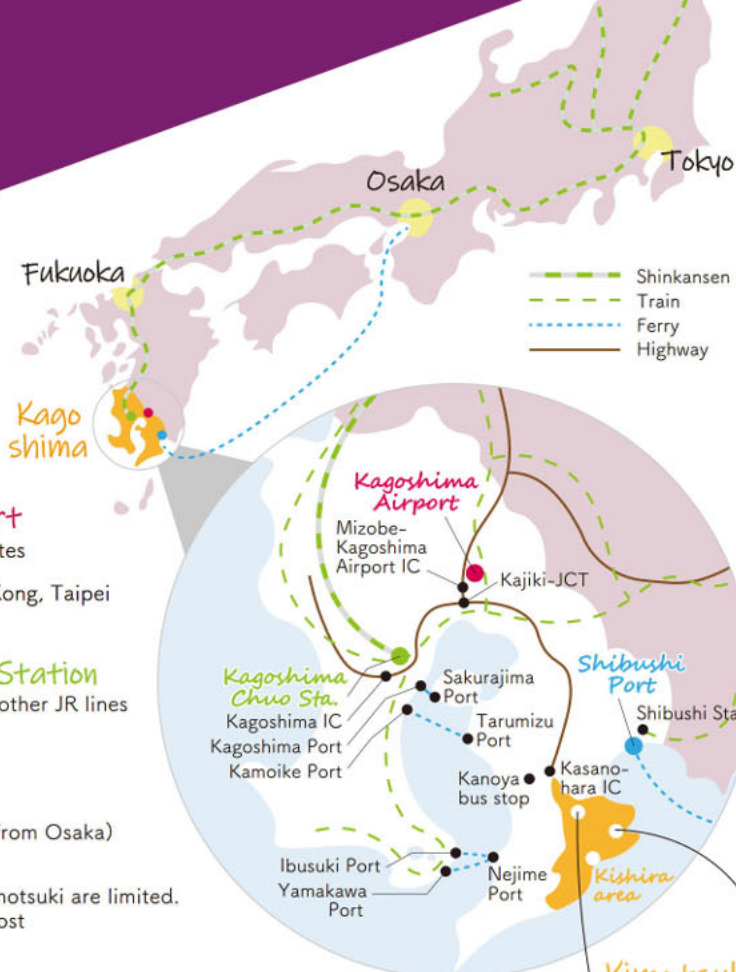 Tokyo
Osaka
Fukuoka
Shinkansen
Train
Ferry
Highway
Kago
shima
tes
Kong, Taipei
Station
other JR lines
from Osaka)
are limited.
Kagoshima
Airport
Mizobe-
Kagoshima
Airport IC
Kajiki-JCT
Kagoshima
Chuo Sta.
Kagoshima IC
Kagoshima Port
Kamoike Port
Sakurajima
Port
Tarumizu
Port
Shibushi
Port
Shibushi Sta
Kanoya
bus stop
Kasano-
hara IC
Ibusuki Port
Yamakawa
Port
Nejime
Port
Kishira
area